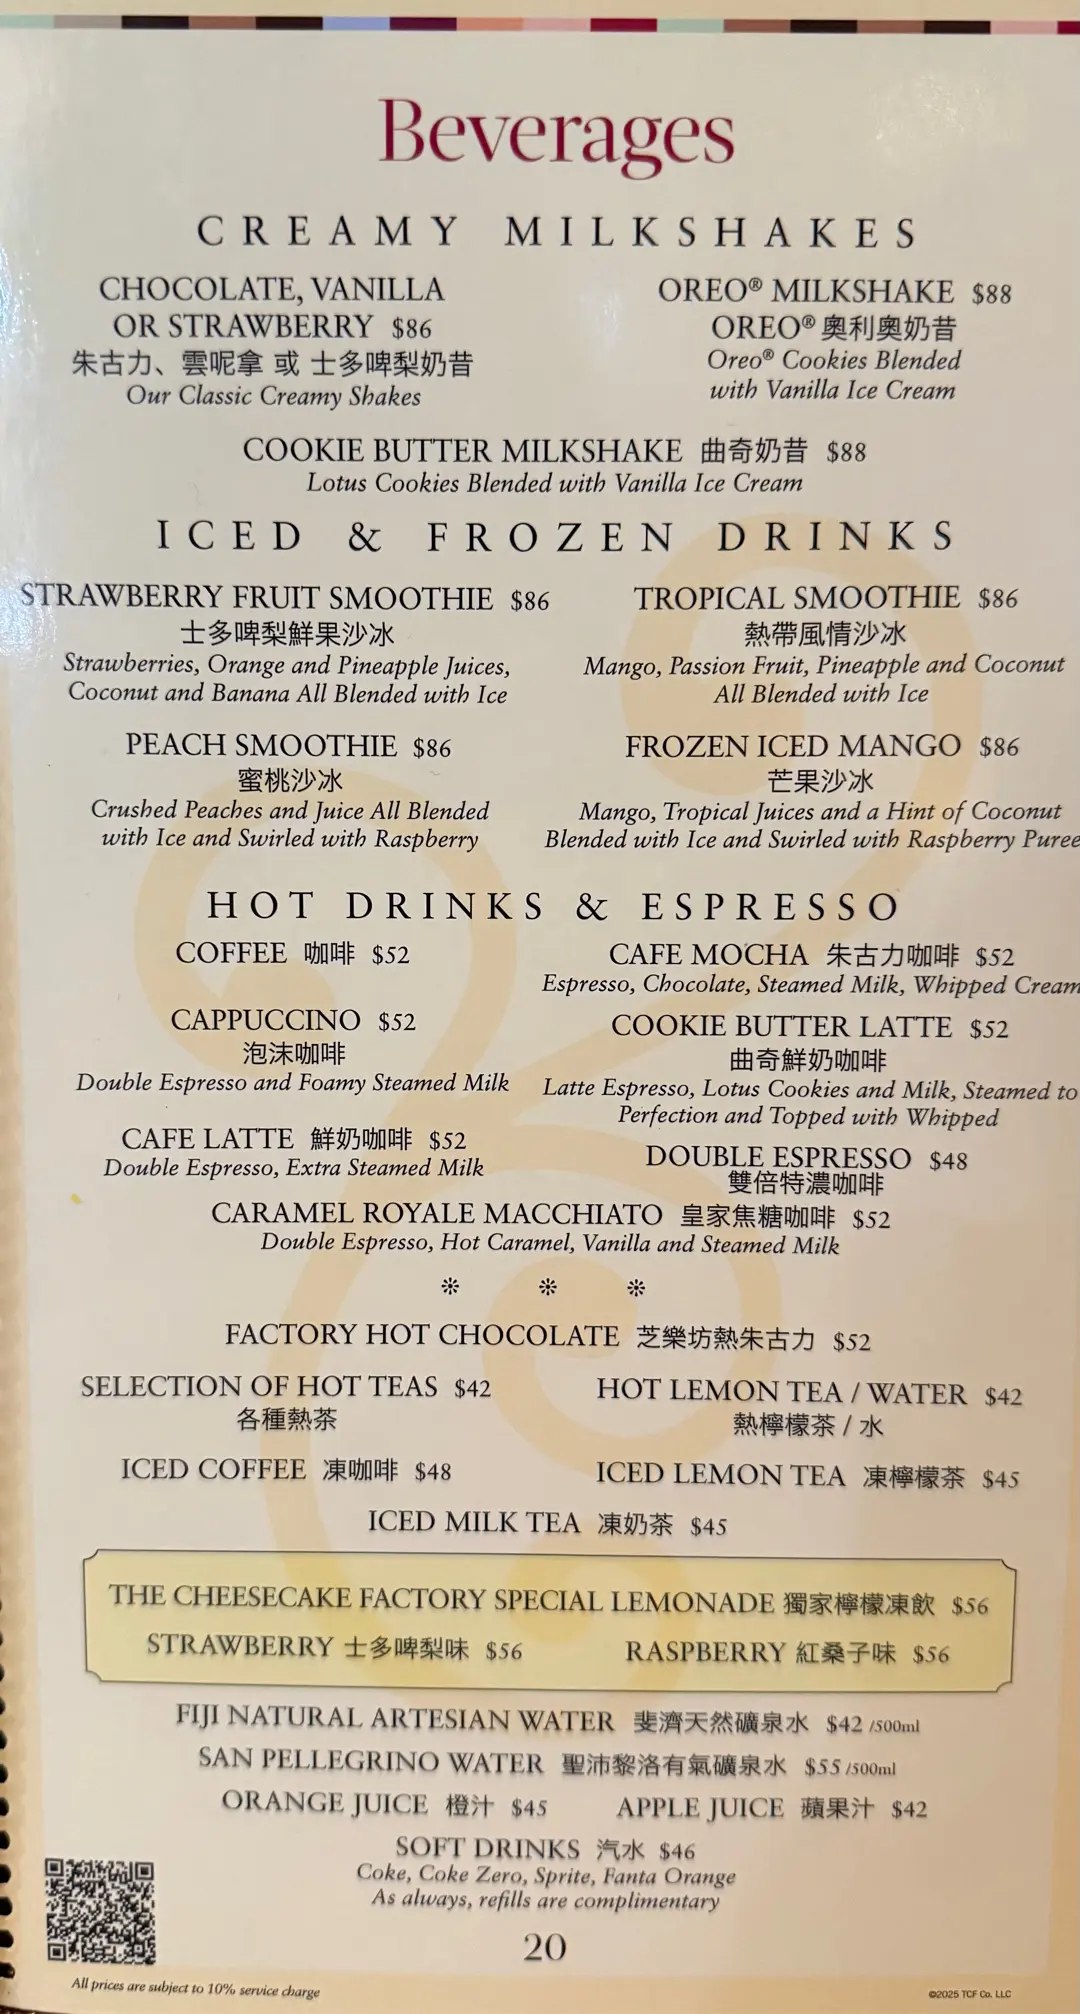 Beverages
CREAMY MILKSHAKES
CHOCOLATE, VANILLA
OR STRAWBERRY $86
朱古力、雲呢拿 或 士多啤梨奶昔
Our Classic Creamy Shakes
OREO® MILKSHAKE $88
OREO® 奧利奧奶昔
Oreo® Cookies Blended
with Vanilla Ice Cream
COOKIE BUTTER MILKSHAKE 曲奇奶昔 $88
Lotus Cookies Blended with Vanilla Ice Cream
ICED & FROZEN DRINKS
STRAWBERRY FRUIT SMOOTHIE $86
士多啤梨鮮果沙冰
Strawberries, Orange and Pineapple Juices,
Coconut and Banana All Blended with Ice
TROPICAL SMOOTHIE $86
熱帶風情沙冰
Mango, Passion Fruit, Pineapple and Coconut
All Blended with Ice
PEACH SMOOTHIE $86
蜜桃沙冰
Crushed Peaches and Juice All Blended
with Ice and Swirled with Raspberry
FROZEN ICED MANGO $86
芒果沙冰
Mango, Tropical Juices and a Hint of Coconut
Blended with Ice and Swirled with Raspberry Puree
HOT DRINKS & ESPRESSO
COFFEE 咖啡 $52
CAFE MOCHA 朱古力咖啡 $52
Espresso, Chocolate, Steamed Milk, Whipped Cream
CAPPUCCINO $52
泡沫咖啡
Double Espresso and Foamy Steamed Milk
COOKIE BUTTER LATTE $52
曲奇鮮奶咖啡
Latte Espresso, Lotus Cookies and Milk, Steamed to
Perfection and Topped with Whipped
CAFE LATTE 鮮奶咖啡 $52
Double Espresso, Extra Steamed Milk
DOUBLE ESPRESSO $48
雙倍特濃咖啡
CARAMEL ROYALE MACCHIATO 皇家焦糖咖啡 $52
Double Espresso, Hot Caramel, Vanilla and Steamed Milk
FACTORY HOT CHOCOLATE 芝樂坊熱朱古力 $52
SELECTION OF HOT TEAS $42
各種熱茶
HOT LEMON TEA / WATER $42
熱檸檬茶 / 水
ICED COFFEE 凍咖啡 $48
ICED LEMON TEA 凍檸檬茶 $45
ICED MILK TEA 凍奶茶 $45
THE CHEESECAKE FACTORY SPECIAL LEMONADE 獨家檸檬凍飲 $56
STRAWBERRY 士多啤梨味 $56
RASPBERRY 紅桑子味 $56
FIJI NATURAL ARTESIAN WATER 斐濟天然礦泉水 $42 /500ml
SAN PELLEGRINO WATER 聖沛黎洛有氣礦泉水 $55 /500ml
ORANGE JUICE 橙汁 $45
APPLE JUICE 蘋果汁 $42
SOFT DRINKS 汽水 $46
Coke, Coke Zero, Sprite, Fanta Orange
As always, refills are complimentary
20
All prices are subject to 10% service charge
©2025 TCF Co. LLC